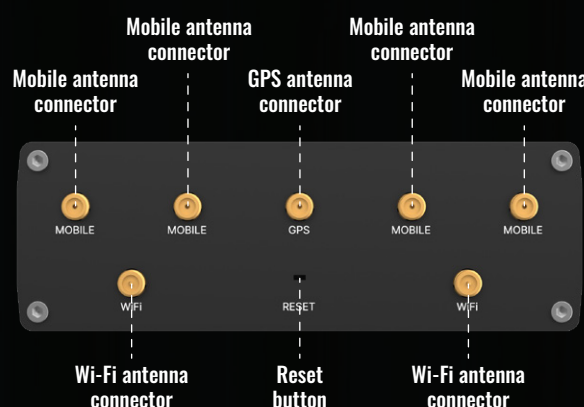 Mobile antenna
connector
Mobile antenna
connector
Mobile antenna
connector
GPS antenna
connector
Mobile antenna
connector
MOBILE
MOBILE
GPS
MOBILE
MOBILE
WiFi
RESET
WiFi
Wi-Fi antenna
connector
Reset
button
Wi-Fi antenna
connector